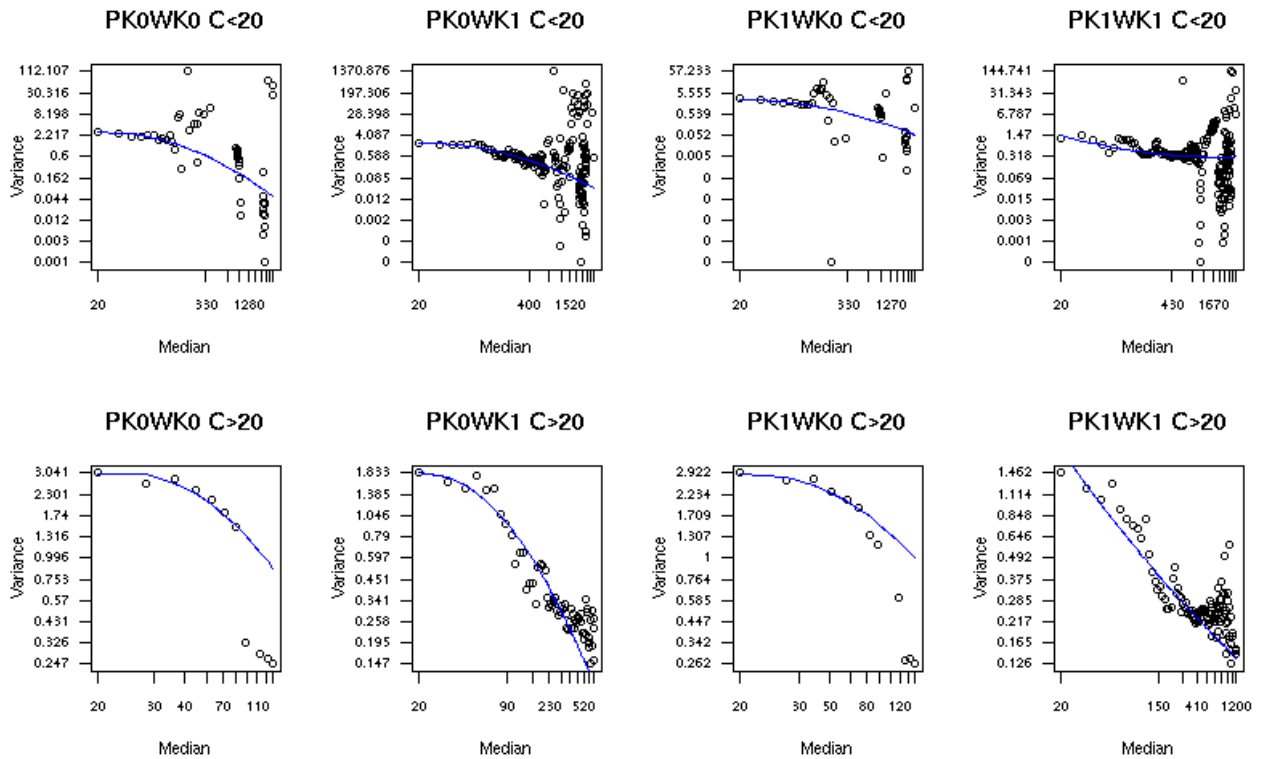 PK0WK0 C<20
112.107
30.316
8.198
2.217
0.6
0.162
0.044
0.012
0.003
0.001
Variance
20 330 1280
Median
PK0WK1 C<20
1370.876
197.306
28.398
4.087
0.588
0.085
0.012
0.002
0
0
Variance
20 400 1520
Median
PK1WK0 C<20
57.233
5.555
0.539
0.052
0.005
0
0
0
0
0
Variance
20 330 1270
Median
PK1WK1 C<20
144.741
31.343
6.787
1.47
0.318
0.069
0.015
0.003
0.001
0
Variance
20 430 1670
Median
PK0WK0 C>20
3.041
2.301
1.74
1.316
0.996
0.753
0.57
0.431
0.326
0.247
Variance
20 30 40 70 110
Median
PK0WK1 C>20
1.833
1.385
1.046
0.79
0.597
0.451
0.341
0.258
0.195
0.147
Variance
20 90 230 520
Median
PK1WK0 C>20
2.922
2.234
1.709
1.307
1
0.764
0.585
0.447
0.342
0.262
Variance
20 30 50 80 120
Median
PK1WK1 C>20
1.462
1.114
0.848
0.646
0.492
0.375
0.285
0.217
0.165
0.126
Variance
20 150 410 1200
Median